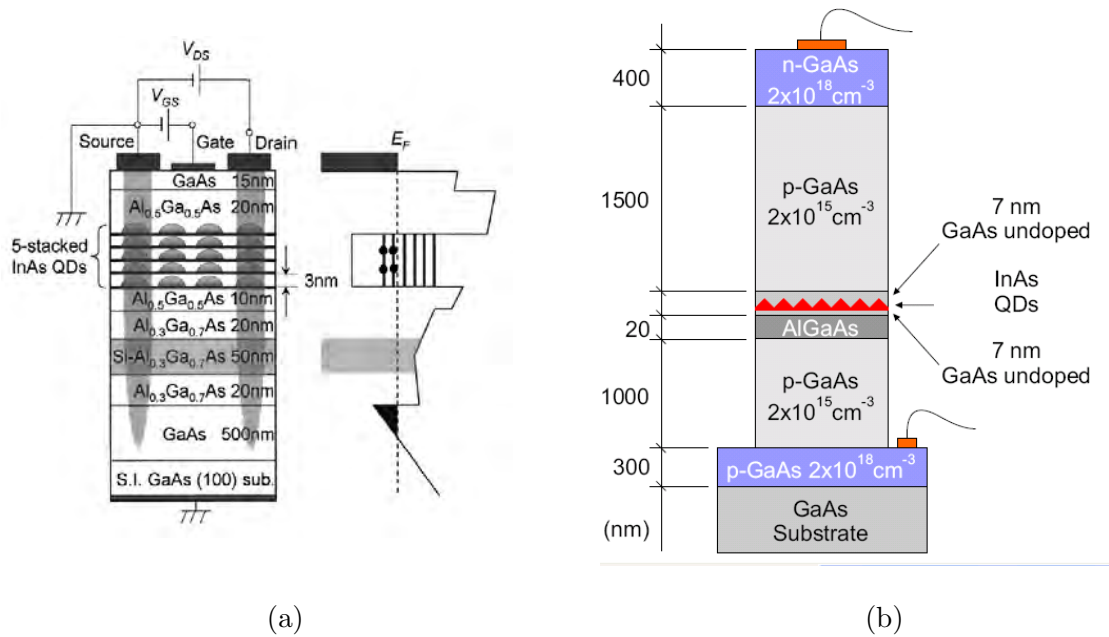 V_DS
V_GS
Source Gate Drain
E_F
GaAs 15nm
Al0.5Ga0.5As 20nm
5-stacked
InAs QDs
3nm
Al0.5Ga0.5As 10nm
Al0.3Ga0.7As 20nm
Si-Al0.3Ga0.7As 50nm
Al0.3Ga0.7As 20nm
GaAs 500nm
S.I. GaAs (100) sub.
(a)
400
n-GaAs
2x10^18cm^-3
1500
p-GaAs
2x10^15cm^-3
7 nm
GaAs undoped
InAs
QDs
20
AlGaAs
7 nm
GaAs undoped
1000
p-GaAs
2x10^15cm^-3
300
p-GaAs 2x10^18cm^-3
(nm)
GaAs
Substrate
(b)